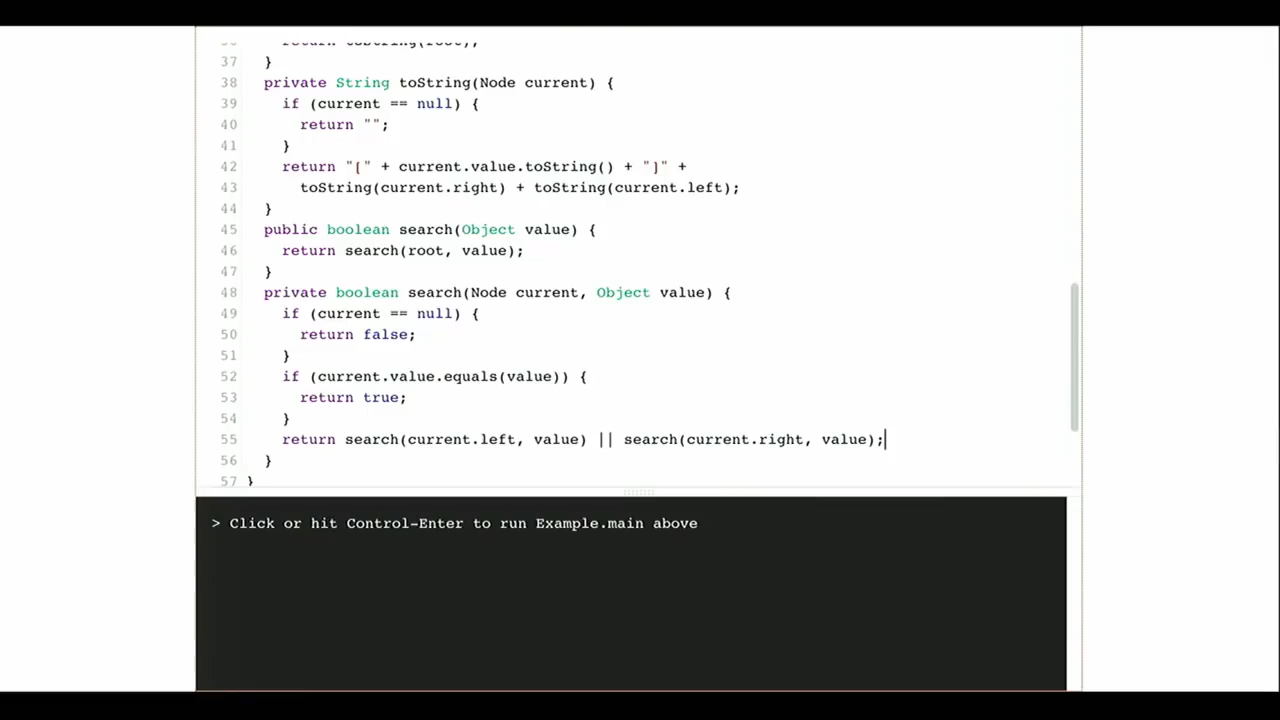 36 return toString(root);
37 }
38 private String toString(Node current) {
39 if (current == null) {
40 return "";
41 }
42 return "[" + current.value.toString() + "]" +
43 toString(current.right) + toString(current.left);
44 }
45 public boolean search(Object value) {
46 return search(root, value);
47 }
48 private boolean search(Node current, Object value) {
49 if (current == null) {
50 return false;
51 }
52 if (current.value.equals(value)) {
53 return true;
54 }
55 return search(current.left, value) || search(current.right, value);
56 }
57 }
> Click or hit Control-Enter to run Example.main above